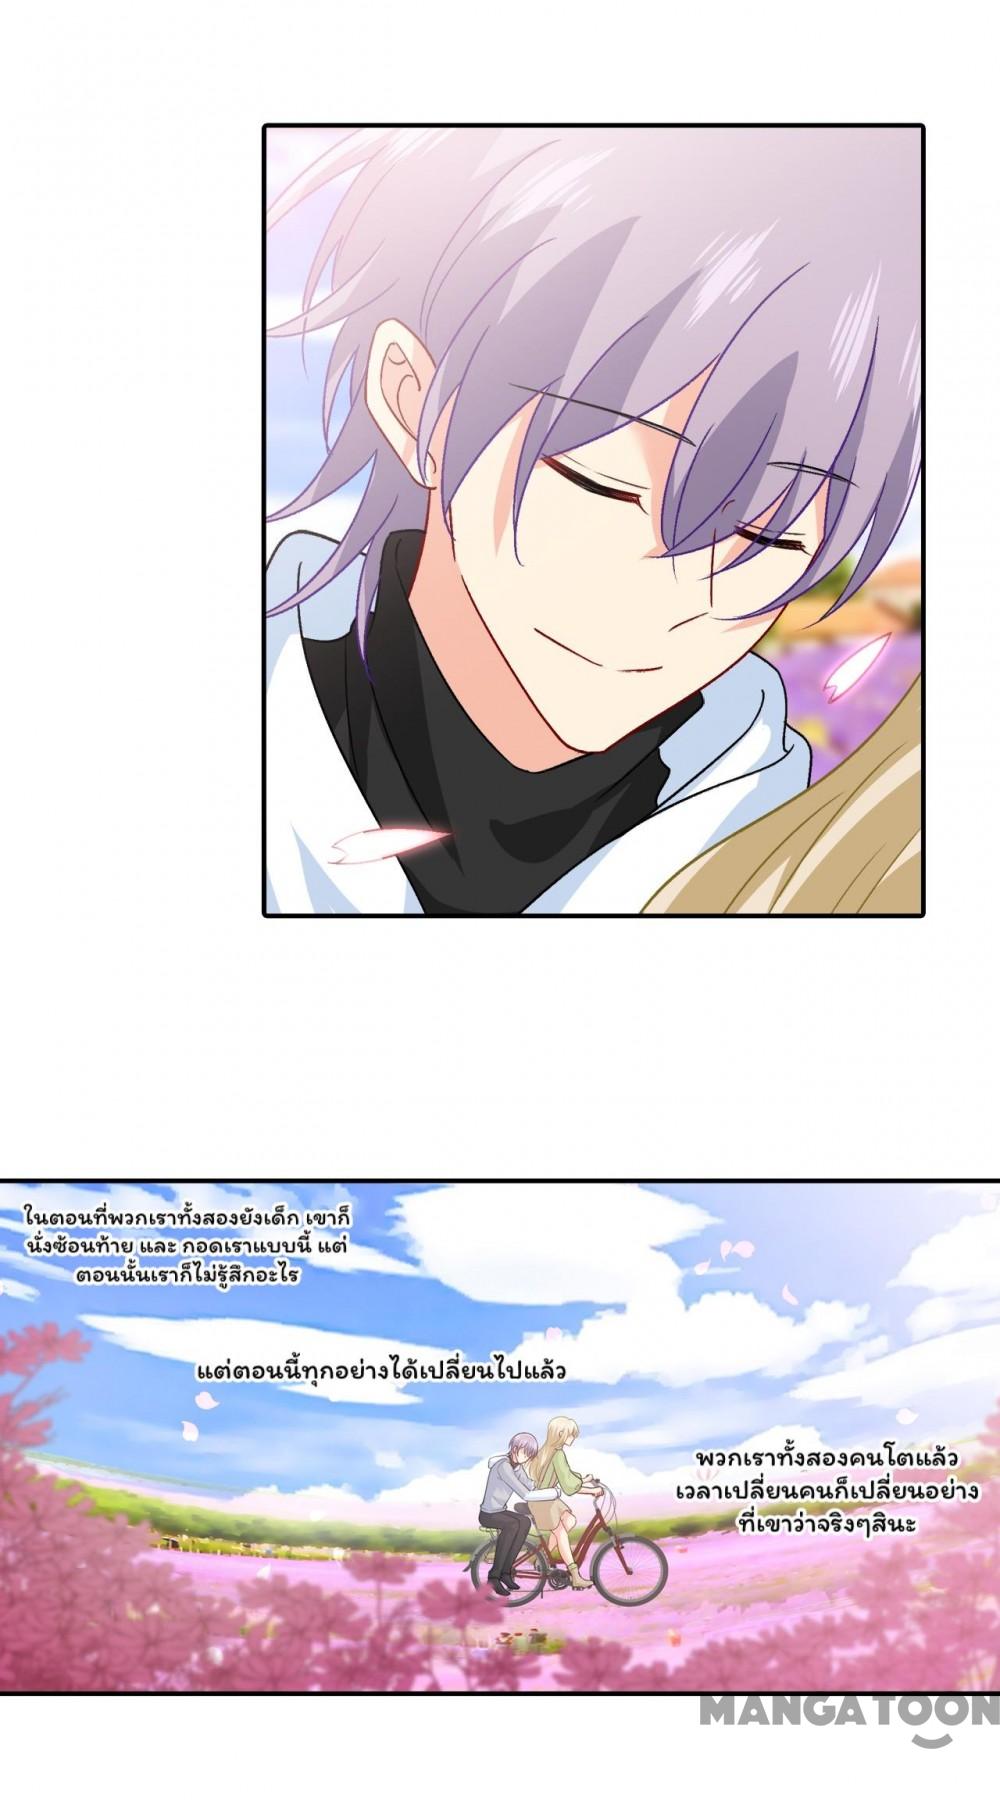 ในตอนที่พวกเราทั้งสองยังเด็ก เขาก็
นั่งซ้อนท้าย และ กอดเราแบบนี้ แต่
ตอนนั้นเราก็ไม่รู้สึกอะไร
แต่ตอนนี้ทุกอย่างได้เปลี่ยนไปแล้ว
พวกเราทั้งสองคนโตแล้ว
เวลาเปลี่ยนคนก็เปลี่ยนอย่าง
ที่เขาว่าจริงๆสินะ
MANGATOON